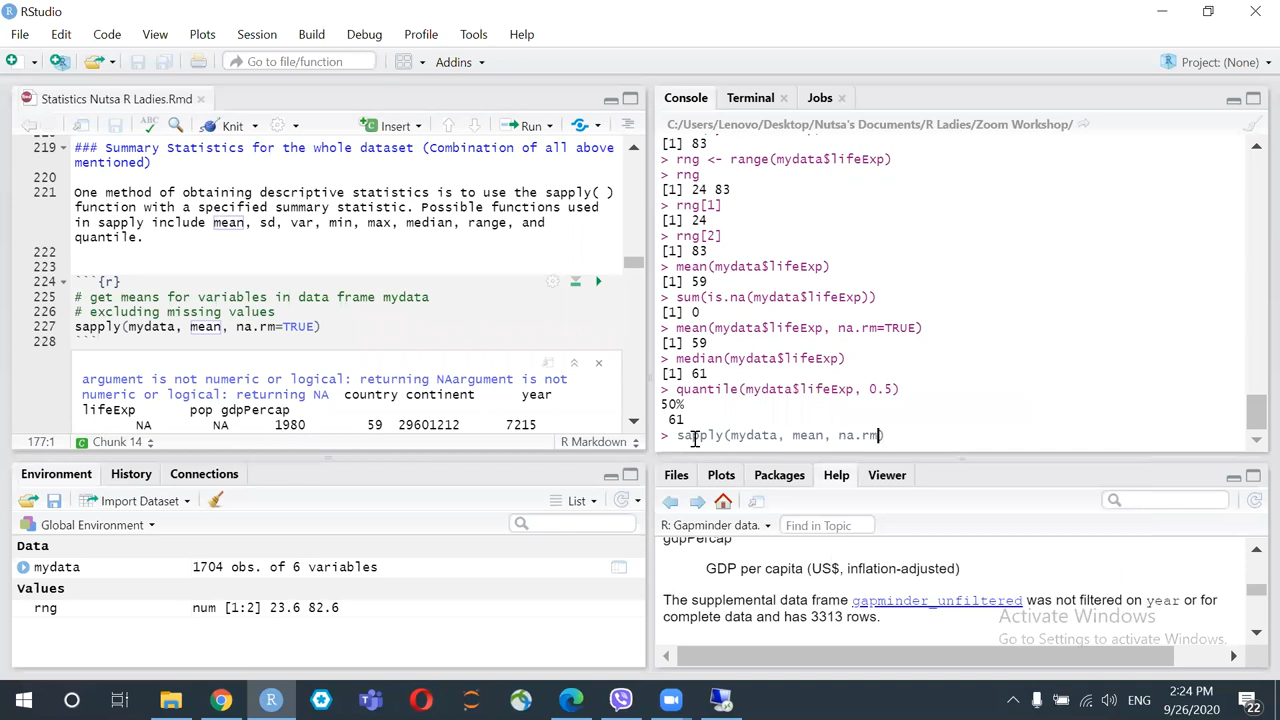 RStudio
File Edit Code View Plots Session Build Debug Profile Tools Help
Go to file/function Addins Project: (None)
Statistics Nutsa R Ladies.Rmd
Knit Insert Run
219 ### Summary Statistics for the whole dataset (Combination of all above
mentioned)
220
221 One method of obtaining descriptive statistics is to use the sapply( )
function with a specified summary statistic. Possible functions used
in sapply include mean, sd, var, min, max, median, range, and
quantile.
222
223
224 ```{r}
225 # get means for variables in data frame mydata
226 # excluding missing values
227 sapply(mydata, mean, na.rm=TRUE)
228 ```
argument is not numeric or logical: returning NAargument is not
numeric or logical: returning NA country continent year
lifeExp pop gdpPercap
NA NA 1980 59 29601212 7215
177:1 Chunk 14 R Markdown
Console Terminal Jobs
C:/Users/Lenovo/Desktop/Nutsa's Documents/R Ladies/Zoom Workshop/
[1] 83
> rng <- range(mydata$lifeExp)
> rng
[1] 24 83
> rng[1]
[1] 24
> rng[2]
[1] 83
> mean(mydata$lifeExp)
[1] 59
> sum(is.na(mydata$lifeExp))
[1] 0
> mean(mydata$lifeExp, na.rm=TRUE)
[1] 59
> median(mydata$lifeExp)
[1] 61
> quantile(mydata$lifeExp, 0.5)
50%
61
> sapply(mydata, mean, na.rm)
Environment History Connections
Import Dataset List
Global Environment
Data
mydata 1704 obs. of 6 variables
Values
rng num [1:2] 23.6 82.6
Files Plots Packages Help Viewer
R: Gapminder data. Find in Topic
gdpPercap
GDP per capita (US$, inflation-adjusted)
The supplemental data frame gapminder_unfiltered was not filtered on year or for
complete data and has 3313 rows.
Activate Windows
Go to Settings to activate Windows.
ENG
2:24 PM
9/26/2020
22